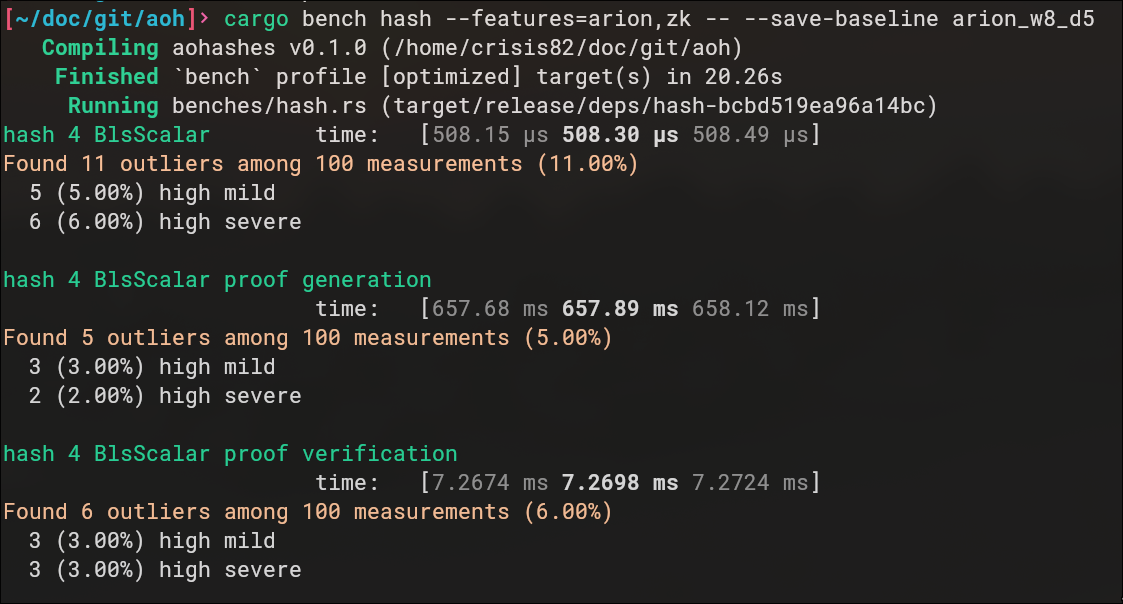 [~/doc/git/aoh]> cargo bench hash --features=arion,zk -- --save-baseline arion_w8_d5
Compiling aohashes v0.1.0 (/home/crisis82/doc/git/aoh)
Finished `bench` profile [optimized] target(s) in 20.26s
Running benches/hash.rs (target/release/deps/hash-bcbd519ea96a14bc)
hash 4 BlsScalar time: [508.15 µs 508.30 µs 508.49 µs]
Found 11 outliers among 100 measurements (11.00%)
5 (5.00%) high mild
6 (6.00%) high severe
hash 4 BlsScalar proof generation
time: [657.68 ms 657.89 ms 658.12 ms]
Found 5 outliers among 100 measurements (5.00%)
3 (3.00%) high mild
2 (2.00%) high severe
hash 4 BlsScalar proof verification
time: [7.2674 ms 7.2698 ms 7.2724 ms]
Found 6 outliers among 100 measurements (6.00%)
3 (3.00%) high mild
3 (3.00%) high severe